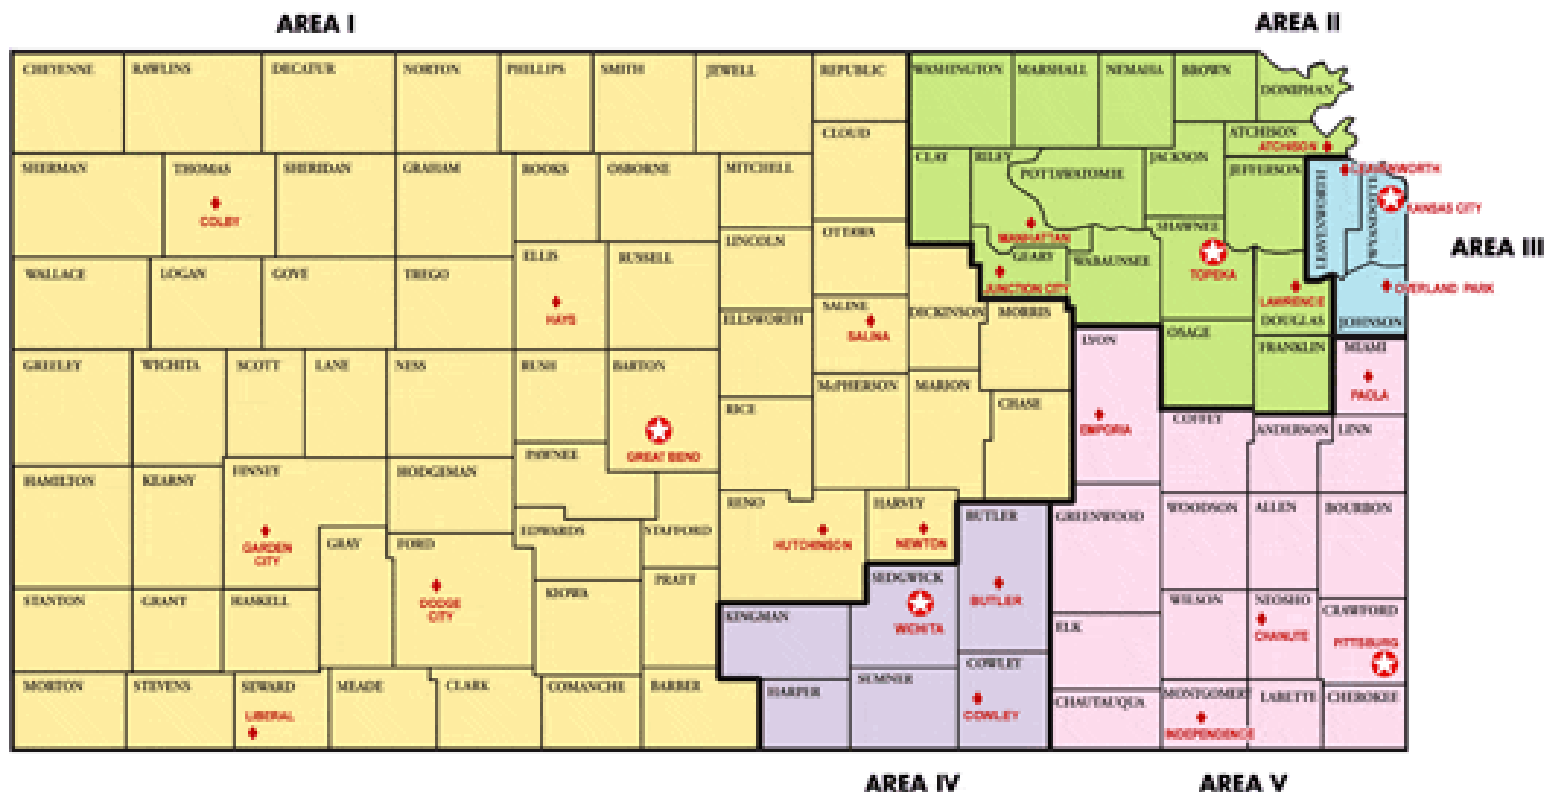 AREA I
AREA II
CHEYENNE
RAWLINS
DECATUR
NORTON
PHILLIPS
SMITH
JEWELL
REPUBLIC
WASHINGTON
MARSHALL
NEMAHA
BROWN
DONIPHAN
CLOUD
ATCHISON
ATCHISON
SHERMAN
THOMAS
COLBY
SHERIDAN
GRAHAM
ROOKS
OSBORNE
MITCHELL
CLAY
RILEY
POTTAWATOMIE
JACKSON
JEFFERSON
LEAVENWORTH
LEAVENWORTH
WYANDOTTE
KANSAS CITY
MANHATTAN
SHAWNEE
TOPEKA
AREA III
LINCOLN
OTTAWA
WALLACE
LOGAN
GOVE
TREGO
ELLIS
HAYS
RUSSELL
GEARY
JUNCTION CITY
WABAUNSEE
LAWRENCE
DOUGLAS
OVERLAND PARK
JOHNSON
ELLSWORTH
SALINE
SALINA
DICKINSON
MORRIS
LYON
EMPORIA
OSAGE
FRANKLIN
MIAMI
PAOLA
GREELEY
WICHITA
SCOTT
LANE
NESS
RUSH
BARTON
GREAT BEND
RICE
McPHERSON
MARION
CHASE
COFFEY
ANDERSON
LINN
HAMILTON
KEARNY
FINNEY
GARDEN
CITY
HODGEMAN
PAWNEE
EDWARDS
STAFFORD
RENO
HUTCHINSON
HARVEY
NEWTON
BUTLER
BUTLER
GREENWOOD
WOODSON
ALLEN
BOURBON
GRAY
FORD
DODGE
CITY
KIOWA
PRATT
SEDGWICK
WICHITA
STANTON
GRANT
HASKELL
KINGMAN
ELK
WILSON
NEOSHO
CHANUTE
CRAWFORD
PITTSBURG
MORTON
STEVENS
SEWARD
LIBERAL
MEADE
CLARK
COMANCHE
BARBER
HARPER
SUMNER
COWLEY
COWLEY
CHAUTAUQUA
MONTGOMERY
INDEPENDENCE
LABETTE
CHEROKEE
AREA IV
AREA V